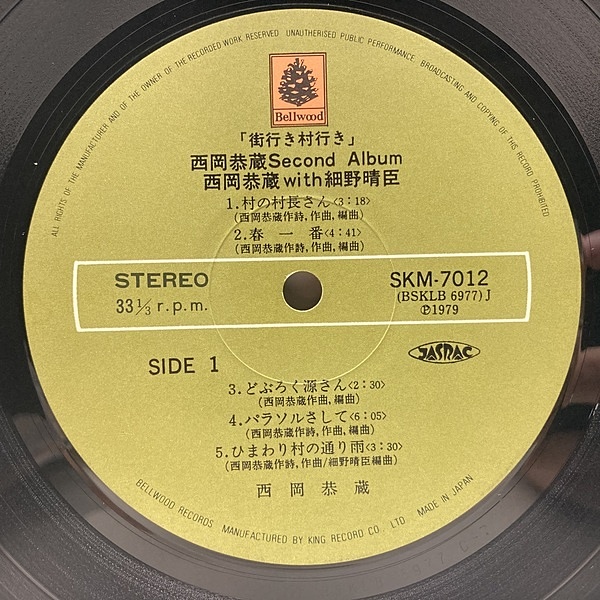 ALL RIGHTS OF THE MANUFACTURER AND OF THE OWNER OF THE RECORDED WORK RESERVED UNAUTHORISED PUBLIC PERFORMANCE BROADCASTING AND COPYING OF THIS RECORD PROHIBITED
Bellwood
「街行き村行き」
西岡恭蔵Second Album
西岡恭蔵with細野晴臣
1.村の村長さん<3:18>
(西岡恭蔵作詩,作曲,編曲)
2.春一番<4:41>
(西岡恭蔵作詩,作曲,編曲)
STEREO
33 1/3 r.p.m.
SKM-7012
(BSKLB 6977) J
℗1979
SIDE 1
JASRAC
3.どぶろく源さん<2:30>
(西岡恭蔵作曲,編曲)
4.パラソルさして<6:05>
(西岡恭蔵作詩,作曲,編曲)
5.ひまわり村の通り雨<3:30>
(西岡恭蔵作詩,作曲/細野晴臣編曲)
西岡恭蔵
BELLWOOD RECORDS MANUFACTURED BY KING RECORD CO., LTD. MADE IN JAPAN